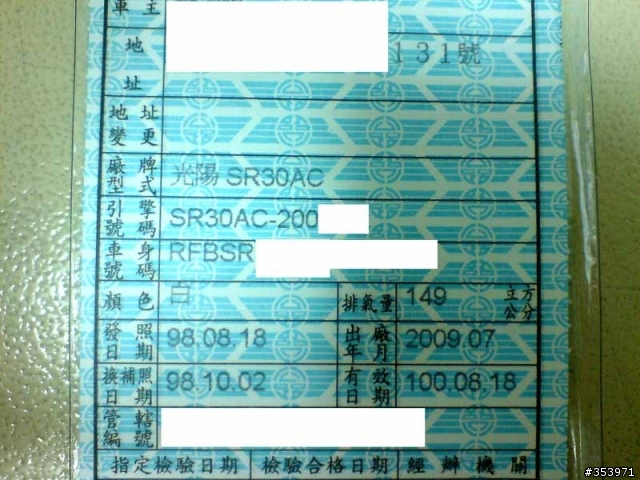 車主
地址 131號
地址變更
廠牌型式 光陽 SR30AC
引擎號碼 SR30AC-200
車身號碼 RFBSR
顏色 白 排氣量 149 立方公分
發照日期 98.08.18 出廠年月 2009.07
換補照日期 98.10.02 有效日期 100.08.18
管轄編號
指定檢驗日期 檢驗合格日期 經辦機關
#353971